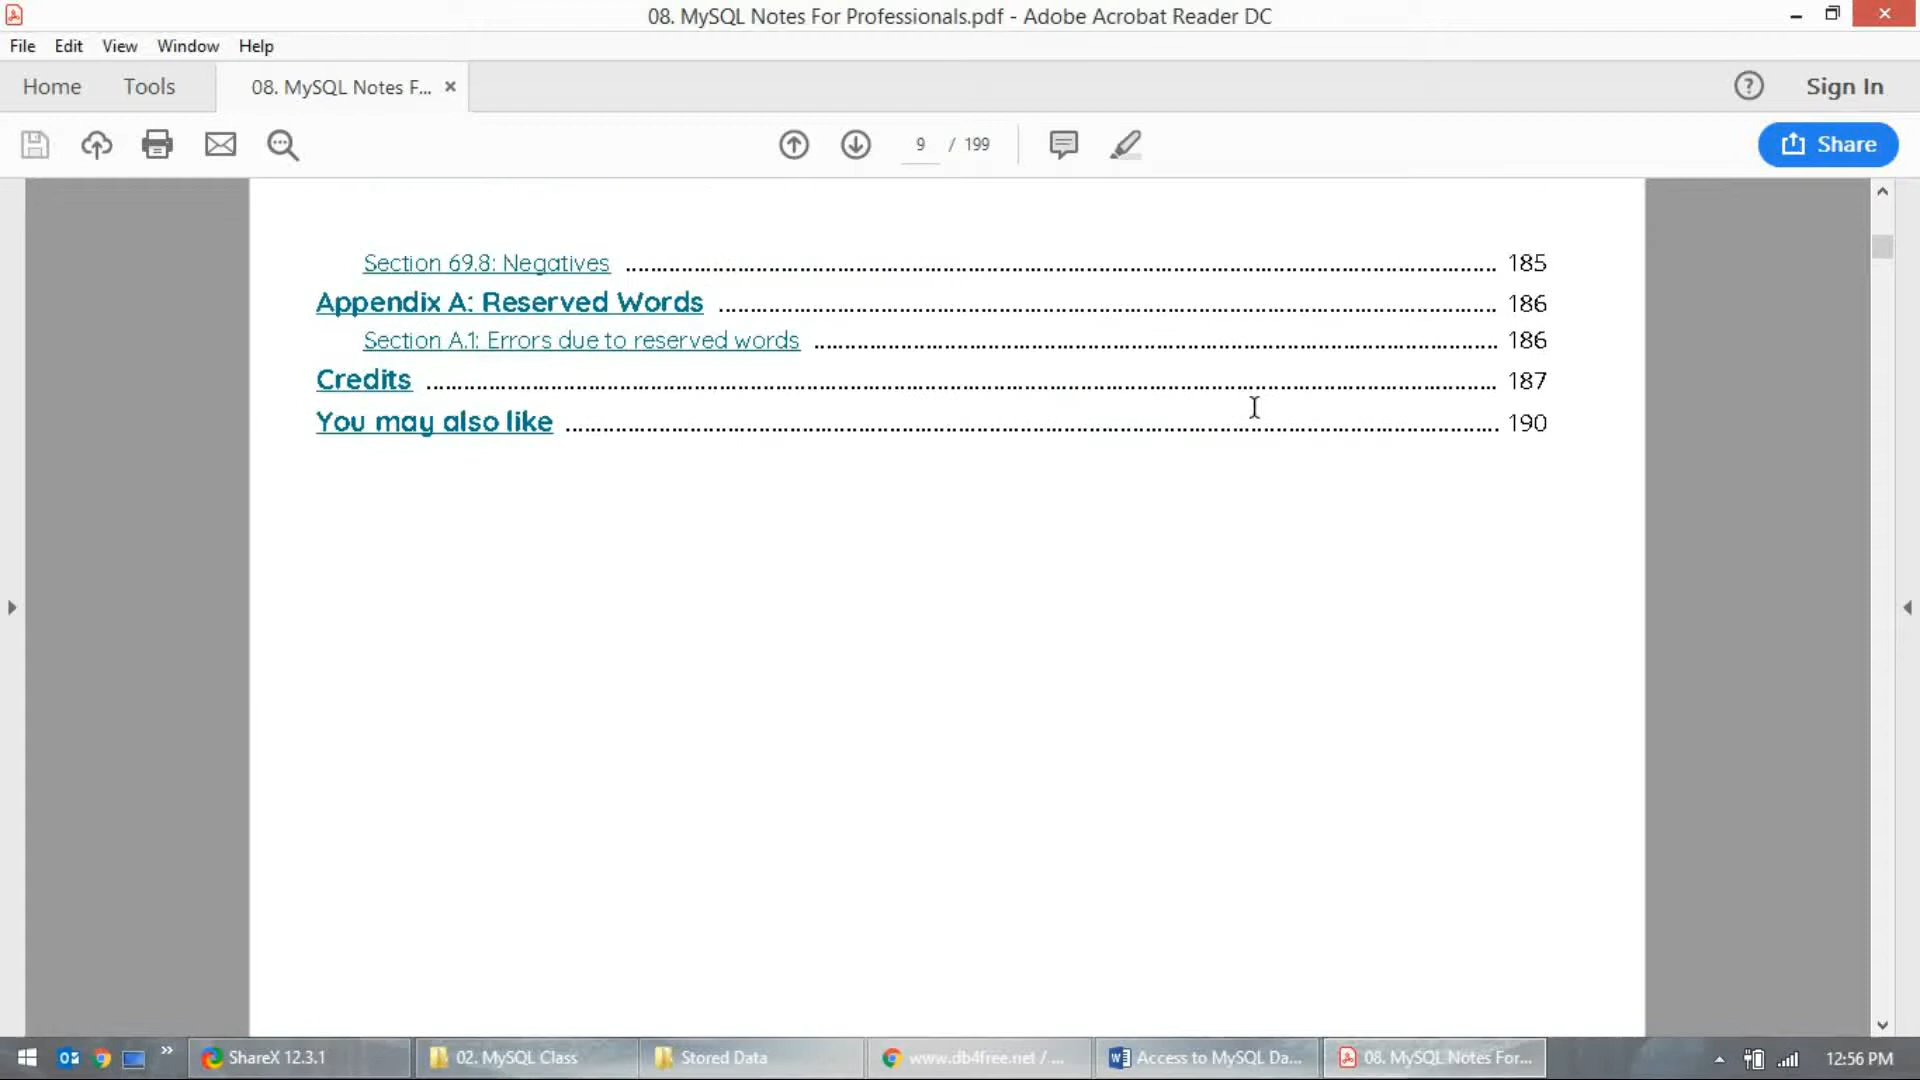 08. MySQL Notes For Professionals.pdf - Adobe Acrobat Reader DC
File Edit View Window Help
Home Tools 08. MySQL Notes F... × Sign In
9 / 199 Share
Section 69.8: Negatives ........ 185
Appendix A: Reserved Words ........ 186
Section A.1: Errors due to reserved words ........ 186
Credits ........ 187
You may also like ........ 190
ShareX 12.3.1 02. MySQL Class Stored Data www.db4free.net / ... Access to MySQL Da... 08. MySQL Notes For... 12:56 PM